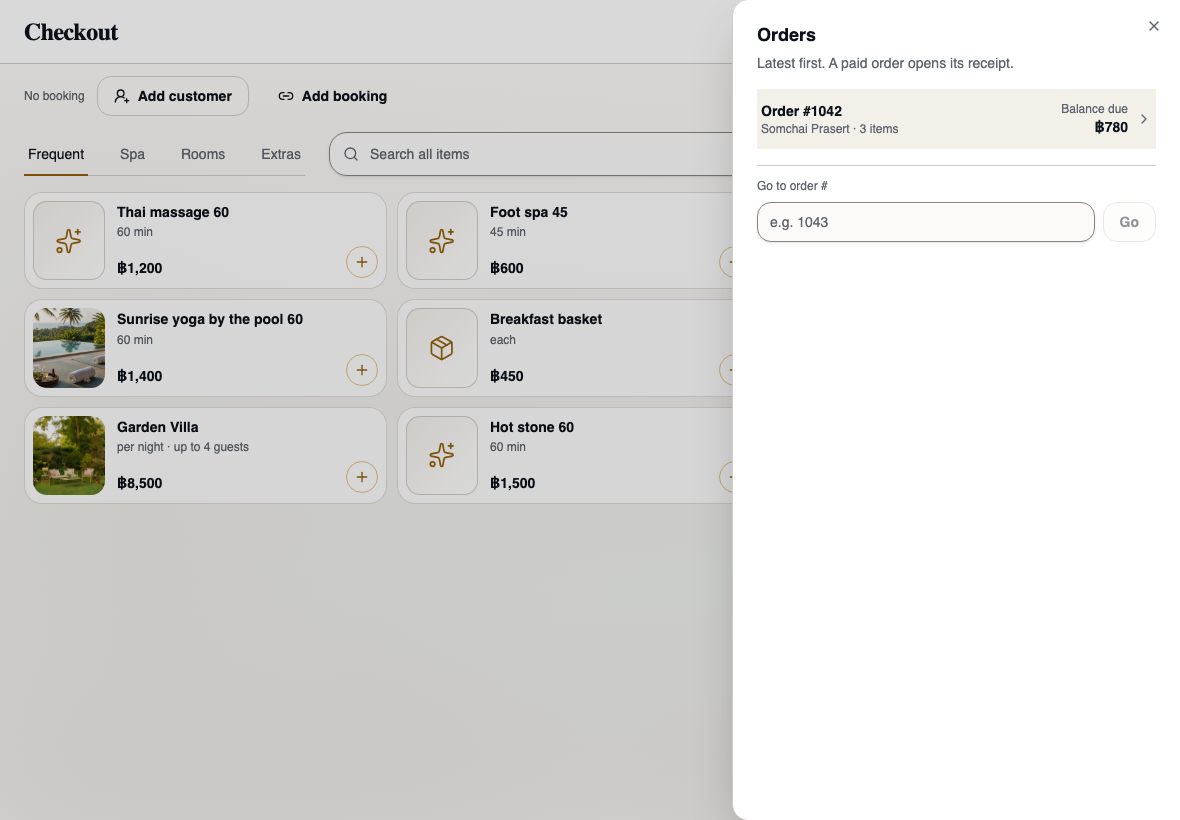 Checkout
No booking
Add customer
Add booking
Frequent
Spa
Rooms
Extras
Search all items
Thai massage 60
60 min
฿1,200
Foot spa 45
45 min
฿600
Sunrise yoga by the pool 60
60 min
฿1,400
Breakfast basket
each
฿450
Garden Villa
per night · up to 4 guests
฿8,500
Hot stone 60
60 min
฿1,500
Orders
Latest first. A paid order opens its receipt.
Order #1042
Somchai Prasert · 3 items
Balance due
฿780
Go to order #
e.g. 1043
Go